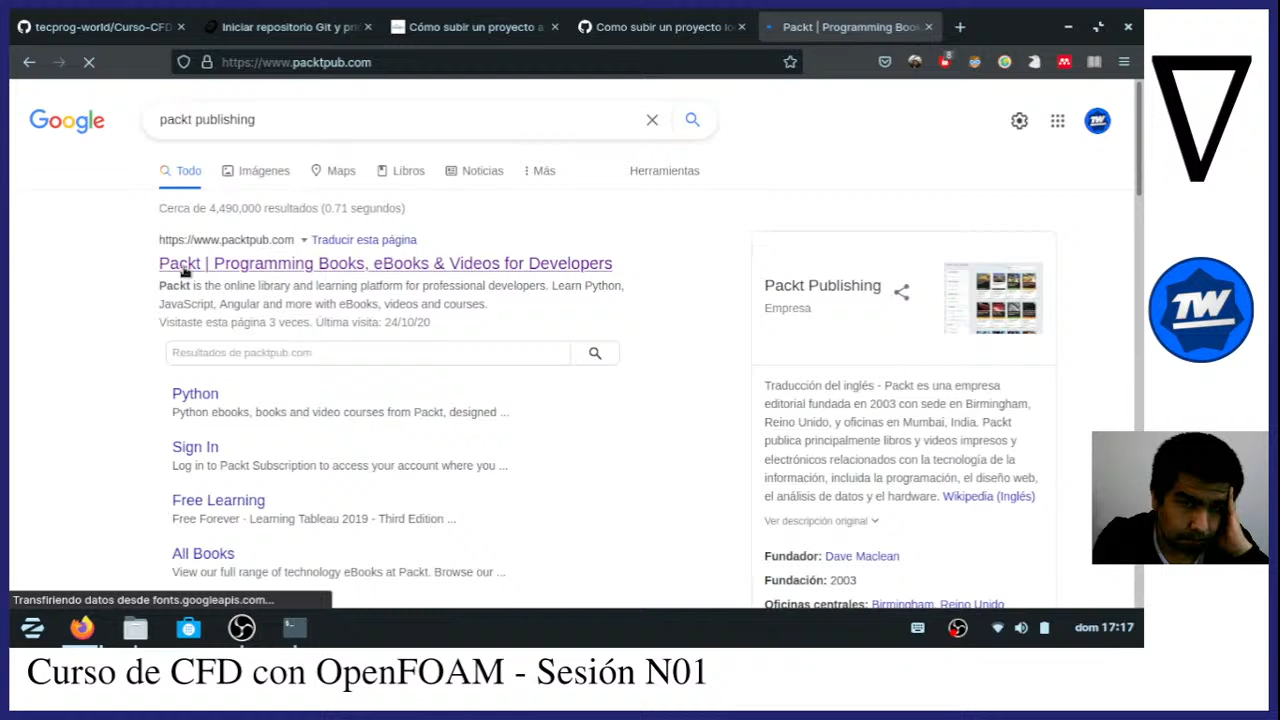 tecprog-world/Curso-CFD
Iniciar repositorio Git y pri
Cómo subir un proyecto a
Como subir un proyecto lo
Packt | Programming Book
https://www.packtpub.com
Google
packt publishing
Todo
Imágenes
Maps
Libros
Noticias
Más
Herramientas
Cerca de 4,490,000 resultados (0.71 segundos)
https://www.packtpub.com
Traducir esta página
Packt | Programming Books, eBooks & Videos for Developers
Packt is the online library and learning platform for professional developers. Learn Python,
JavaScript, Angular and more with eBooks, videos and courses.
Visitaste esta página 3 veces. Última visita: 24/10/20
Resultados de packtpub.com
Python
Python ebooks, books and video courses from Packt, designed ...
Sign In
Log in to Packt Subscription to access your account where you ...
Free Learning
Free Forever · Learning Tableau 2019 - Third Edition ...
All Books
View our full range of technology eBooks at Packt. Browse our ...
Packt Publishing
Empresa
Traducción del inglés - Packt es una empresa
editorial fundada en 2003 con sede en Birmingham,
Reino Unido, y oficinas en Mumbai, India. Packt
publica principalmente libros y videos impresos y
electrónicos relacionados con la tecnología de la
información, incluida la programación, el diseño web,
el análisis de datos y el hardware. Wikipedia (Inglés)
Ver descripción original
Fundador: Dave Maclean
Fundación: 2003
Oficinas centrales: Birmingham, Reino Unido
Transfiriendo datos desde fonts.googleapis.com...
dom 17:17
TW
TW
Curso de CFD con OpenFOAM - Sesión N01